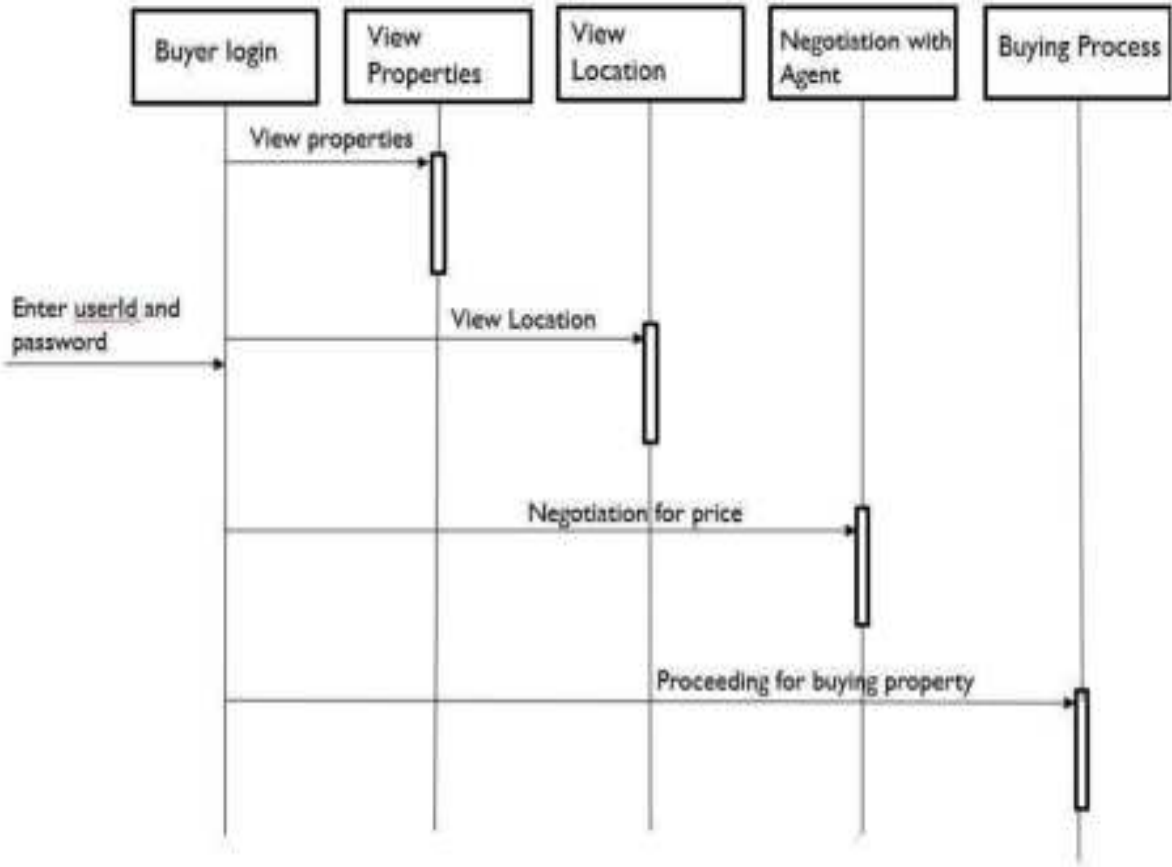 Buyer login
View
Properties
View
Location
Negotiation with
Agent
Buying Process
View properties
Enter userId and
password
View Location
Negotiation for price
Proceeding for buying property